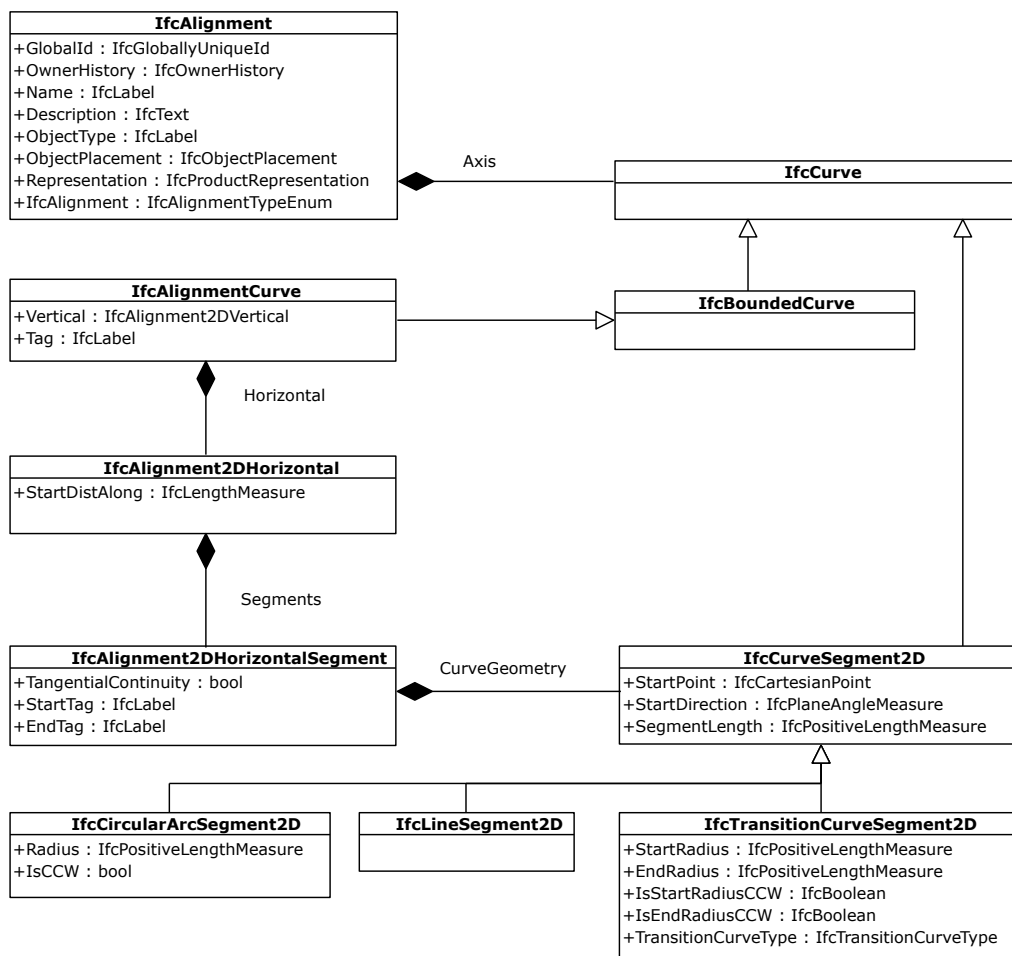 IfcAlignment
+GlobalId : IfcGloballyUniqueId
+OwnerHistory : IfcOwnerHistory
+Name : IfcLabel
+Description : IfcText
+ObjectType : IfcLabel
+ObjectPlacement : IfcObjectPlacement
+Representation : IfcProductRepresentation
+IfcAlignment : IfcAlignmentTypeEnum
Axis
IfcCurve
IfcAlignmentCurve
+Vertical : IfcAlignment2DVertical
+Tag : IfcLabel
IfcBoundedCurve
Horizontal
IfcAlignment2DHorizontal
+StartDistAlong : IfcLengthMeasure
Segments
IfcAlignment2DHorizontalSegment
+TangentialContinuity : bool
+StartTag : IfcLabel
+EndTag : IfcLabel
CurveGeometry
IfcCurveSegment2D
+StartPoint : IfcCartesianPoint
+StartDirection : IfcPlaneAngleMeasure
+SegmentLength : IfcPositiveLengthMeasure
IfcCircularArcSegment2D
+Radius : IfcPositiveLengthMeasure
+IsCCW : bool
IfcLineSegment2D
IfcTransitionCurveSegment2D
+StartRadius : IfcPositiveLengthMeasure
+EndRadius : IfcPositiveLengthMeasure
+IsStartRadiusCCW : IfcBoolean
+IsEndRadiusCCW : IfcBoolean
+TransitionCurveType : IfcTransitionCurveType